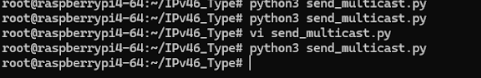 root@raspberrypi4-64:~/IPv46_Type# python3 send_multicast.py
root@raspberrypi4-64:~/IPv46_Type# python3 send_multicast.py
root@raspberrypi4-64:~/IPv46_Type# vi send_multicast.py
root@raspberrypi4-64:~/IPv46_Type# python3 send_multicast.py
root@raspberrypi4-64:~/IPv46_Type#